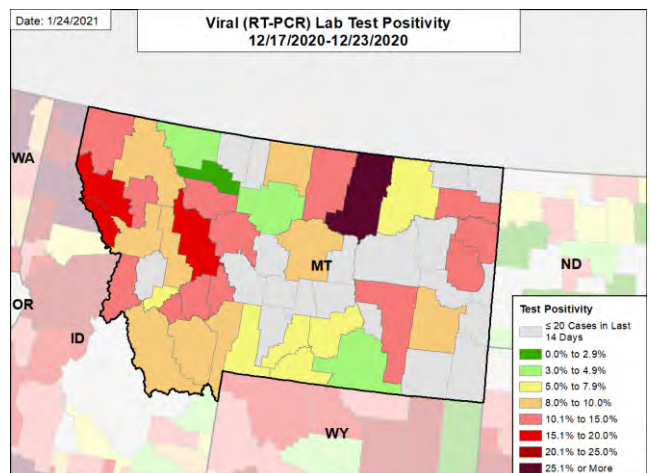 Date: 1/24/2021
Viral (RT-PCR) Lab Test Positivity
12/17/2020-12/23/2020
WA
MT
ND
OR
ID
WY
Test Positivity
≤ 20 Cases in Last
14 Days
0.0% to 2.9%
3.0% to 4.9%
5.0% to 7.9%
8.0% to 10.0%
10.1% to 15.0%
15.1% to 20.0%
20.1% to 25.0%
25.1% or More